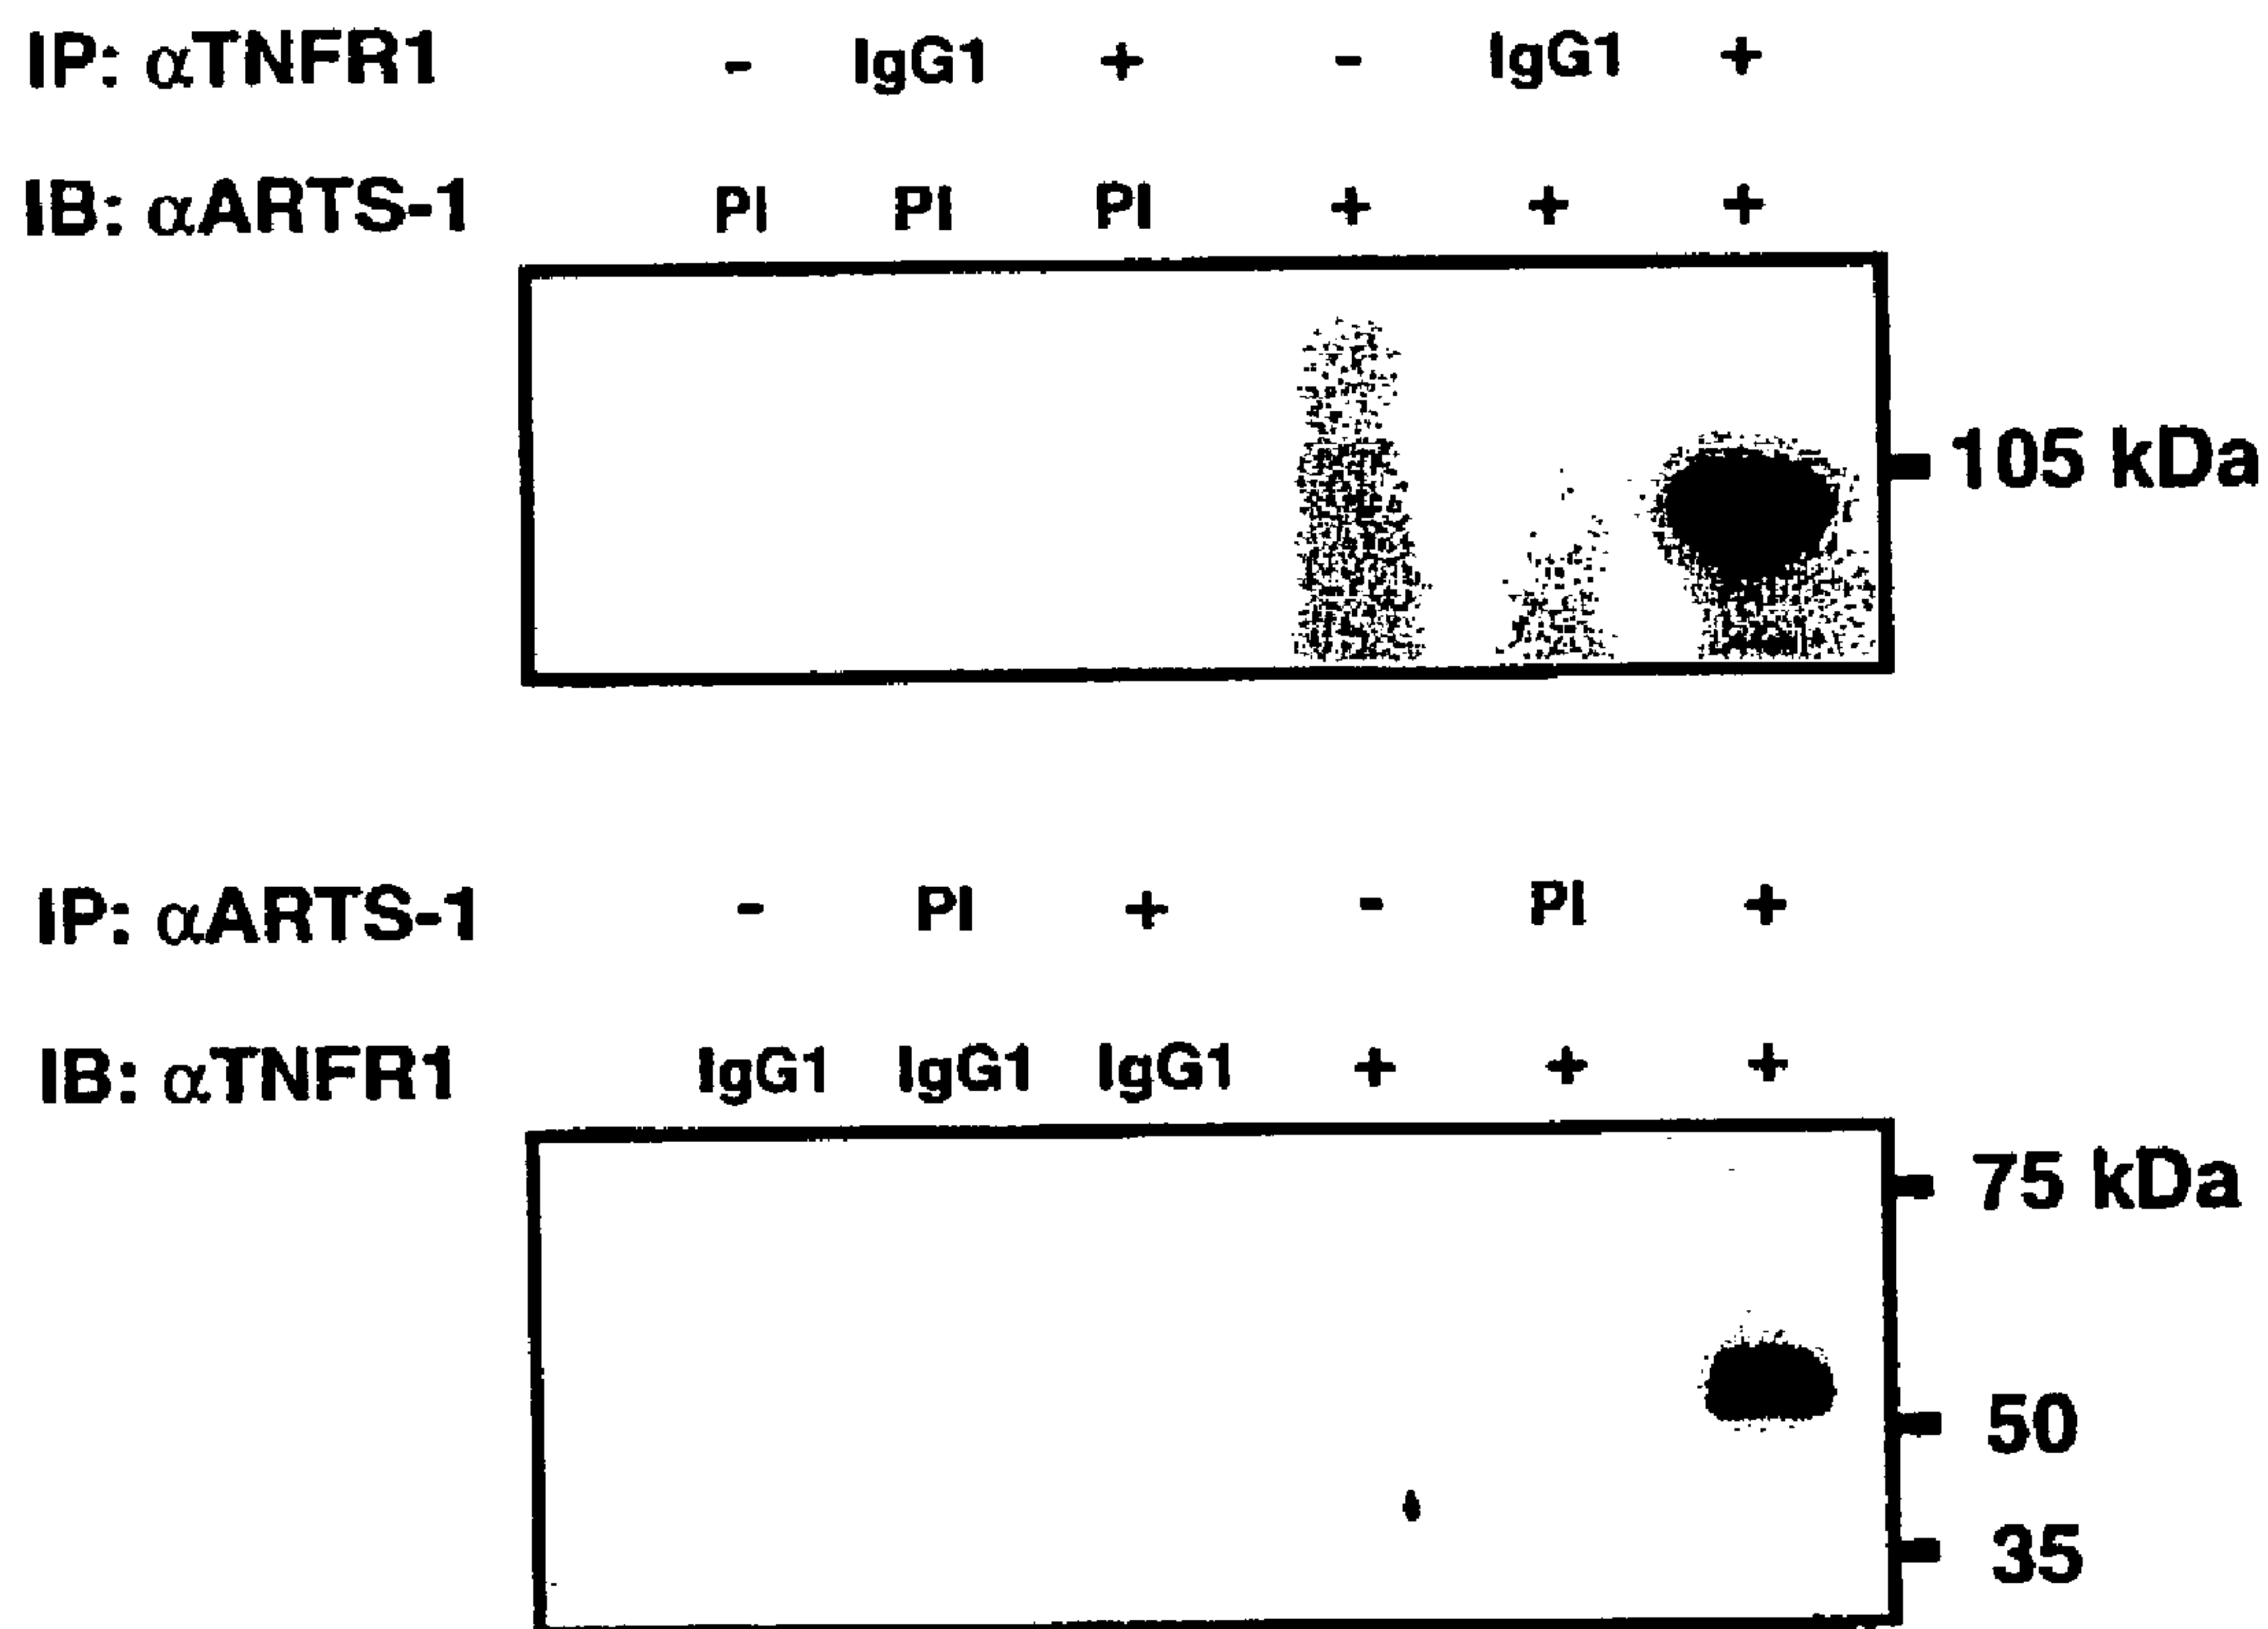 IP: αTNFR1 - IgG1 + - IgG1 +
IB: αARTS-1 PI PI PI + + +
105 kDa
IP: αARTS-1 - PI + - PI +
IB: αTNFR1 IgG1 IgG1 IgG1 + + +
75 kDa
50
35